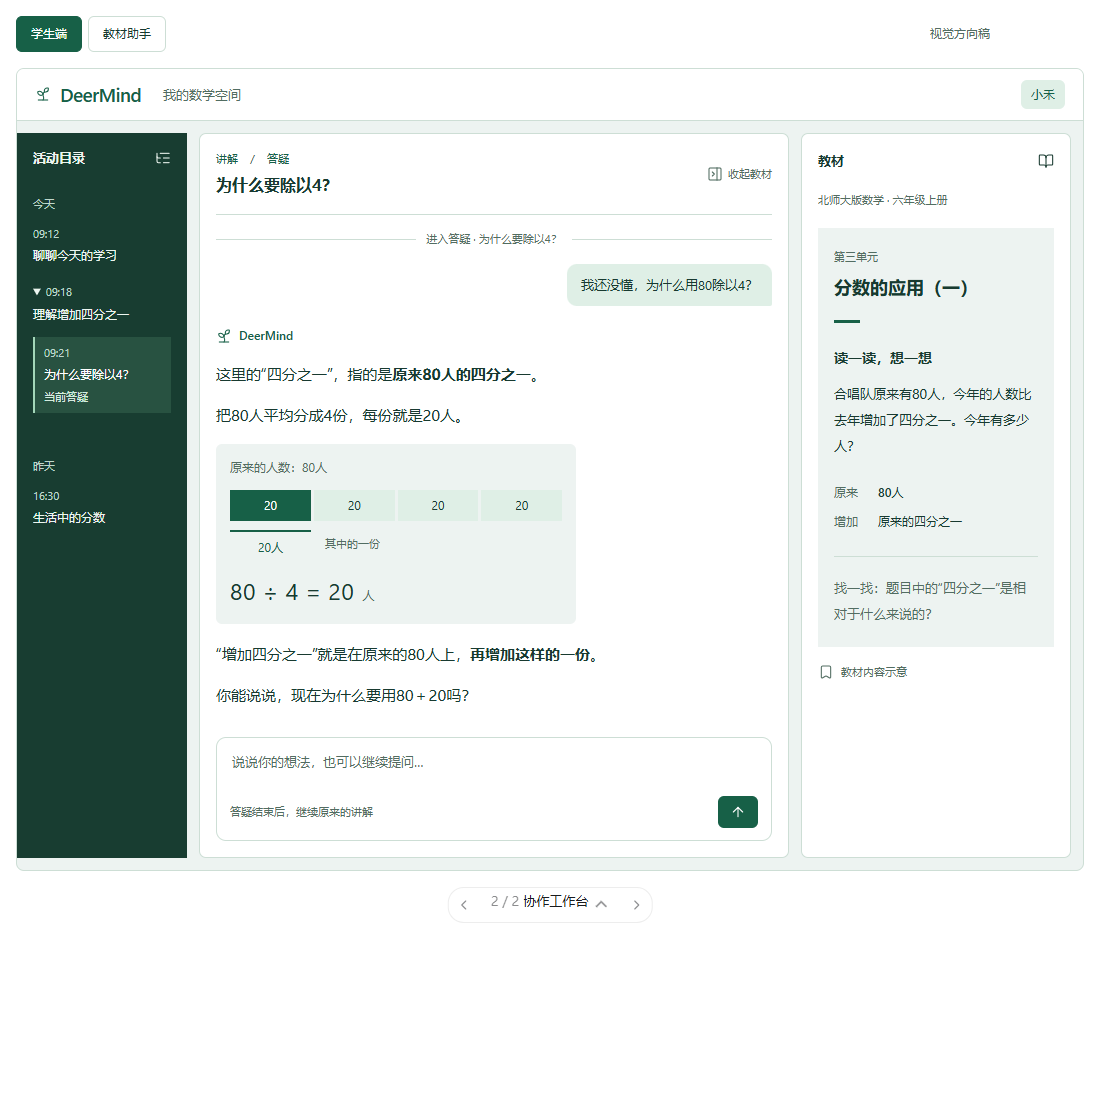 学生端
教材助手
视觉方向稿
DeerMind
我的数学空间
小禾
活动目录
今天
09:12
聊聊今天的学习
09:18
理解增加四分之一
09:21
为什么要除以4?
当前答疑
昨天
16:30
生活中的分数
讲解 / 答疑
为什么要除以4?
收起教材
进入答疑 · 为什么要除以4?
我还没懂，为什么用80除以4?
DeerMind
这里的“四分之一”，指的是原来80人的四分之一。
把80人平均分成4份，每份就是20人。
原来的人数：80人
20 20 20 20
20人 其中的一份
80 ÷ 4 = 20 人
“增加四分之一”就是在原来的80人上，再增加这样的一份。
你能说说，现在为什么要用80 + 20吗?
说说你的想法，也可以继续提问...
答疑结束后，继续原来的讲解
教材
北师大版数学 · 六年级上册
第三单元
分数的应用（一）
读一读，想一想
合唱队原来有80人，今年的人数比
去年增加了四分之一。今年有多少
人?
原来 80人
增加 原来的四分之一
找一找：题目中的“四分之一”是相
对于什么来说的?
教材内容示意
2 / 2 协作工作台